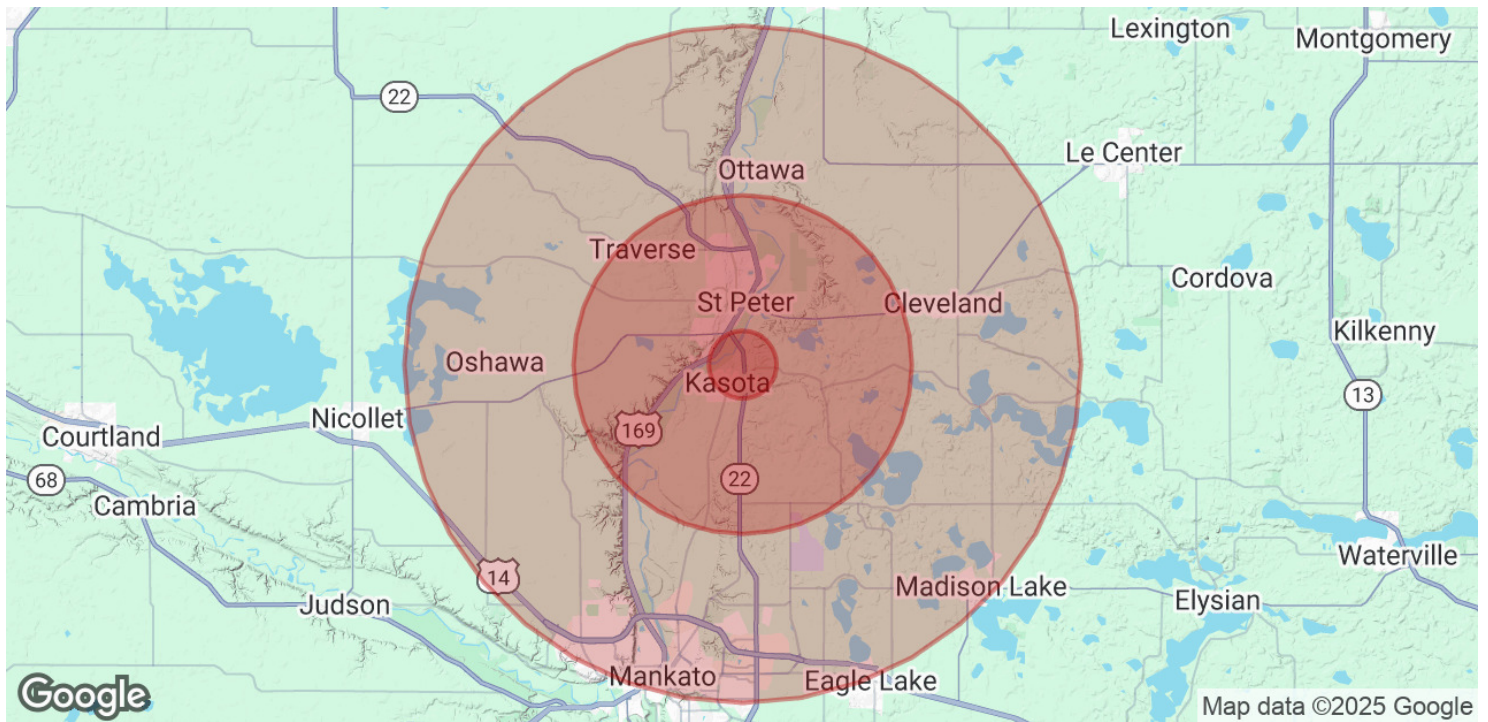 Lexington
Montgomery
22
Le Center
Ottawa
Traverse
Cordova
St Peter
Cleveland
Kilkenny
Oshawa
Kasota
13
Nicollet
Courtland
169
68
22
Cambria
Waterville
14
Madison Lake
Judson
Elysian
Mankato
Eagle Lake
Google
Map data ©2025 Google